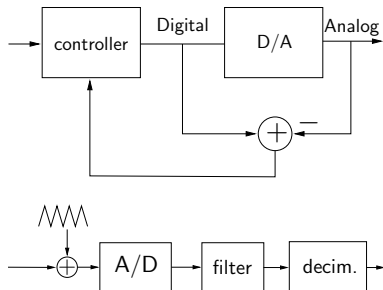 Digital
Analog
controller
D/A
+
−
+
A/D
filter
decim.